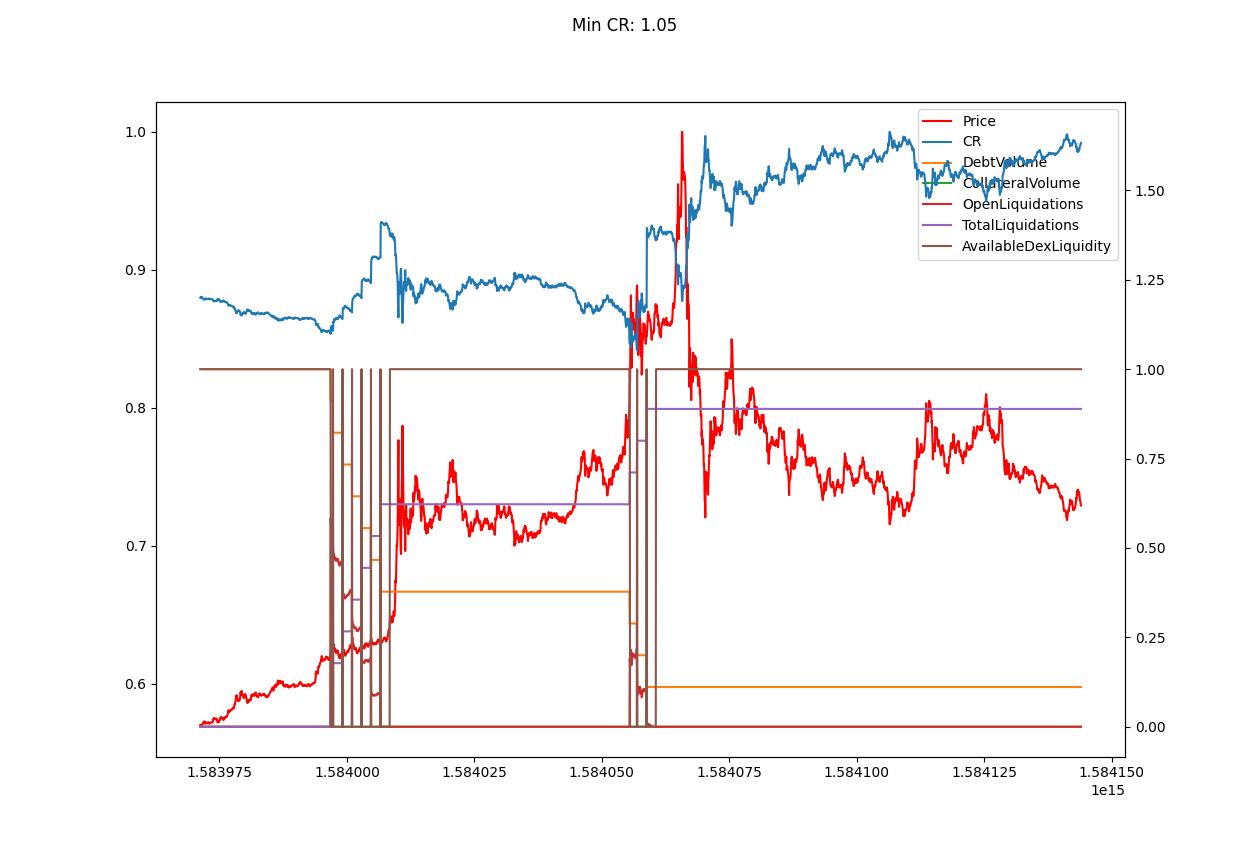 Min CR: 1.05
1.0
0.9
0.8
0.7
0.6
Price
CR
DebtVolume
CollateralVolume
OpenLiquidations
TotalLiquidations
AvailableDexLiquidity
1.50
1.25
1.00
0.75
0.50
0.25
0.00
1.583975 1.584000 1.584025 1.584050 1.584075 1.584100 1.584125 1.584150
1e15